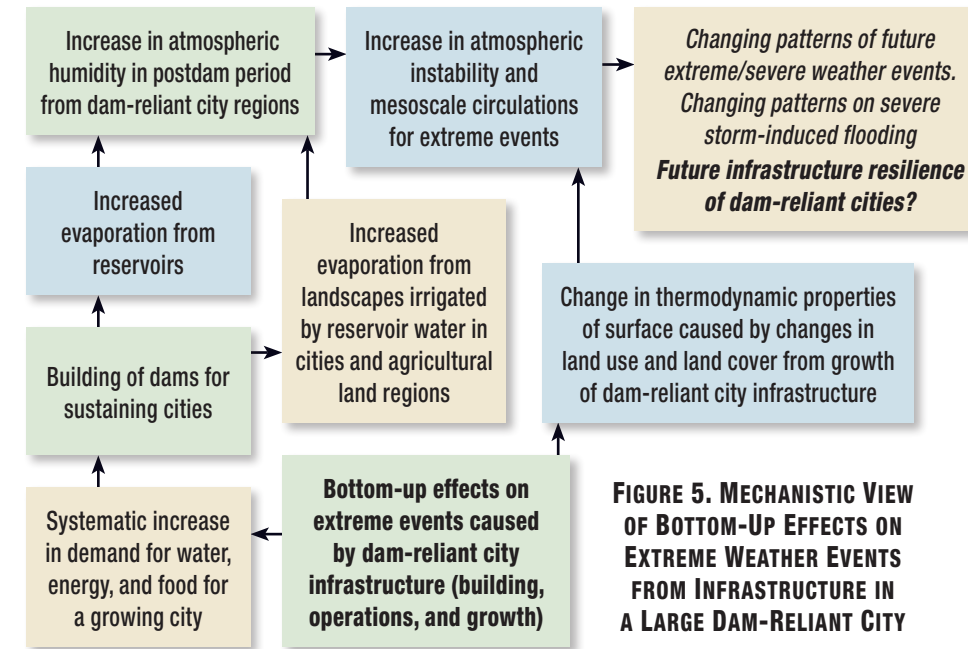 Increase in atmospheric
humidity in postdam period
from dam-reliant city regions
Increase in atmospheric
instability and
mesoscale circulations
for extreme events
Changing patterns of future
extreme/severe weather events.
Changing patterns on severe
storm-induced flooding
Future infrastructure resilience
of dam-reliant cities?
Increased
evaporation from
reservoirs
Increased
evaporation from
landscapes irrigated
by reservoir water in
cities and agricultural
land regions
Change in thermodynamic properties
of surface caused by changes in
land use and land cover from growth
of dam-reliant city infrastructure
Building of dams for
sustaining cities
Systematic increase
in demand for water,
energy, and food for
a growing city
Bottom-up effects on
extreme events caused
by dam-reliant city
infrastructure (building,
operations, and growth)
FIGURE 5. MECHANISTIC VIEW
OF BOTTOM-UP EFFECTS ON
EXTREME WEATHER EVENTS
FROM INFRASTRUCTURE IN
A LARGE DAM-RELIANT CITY